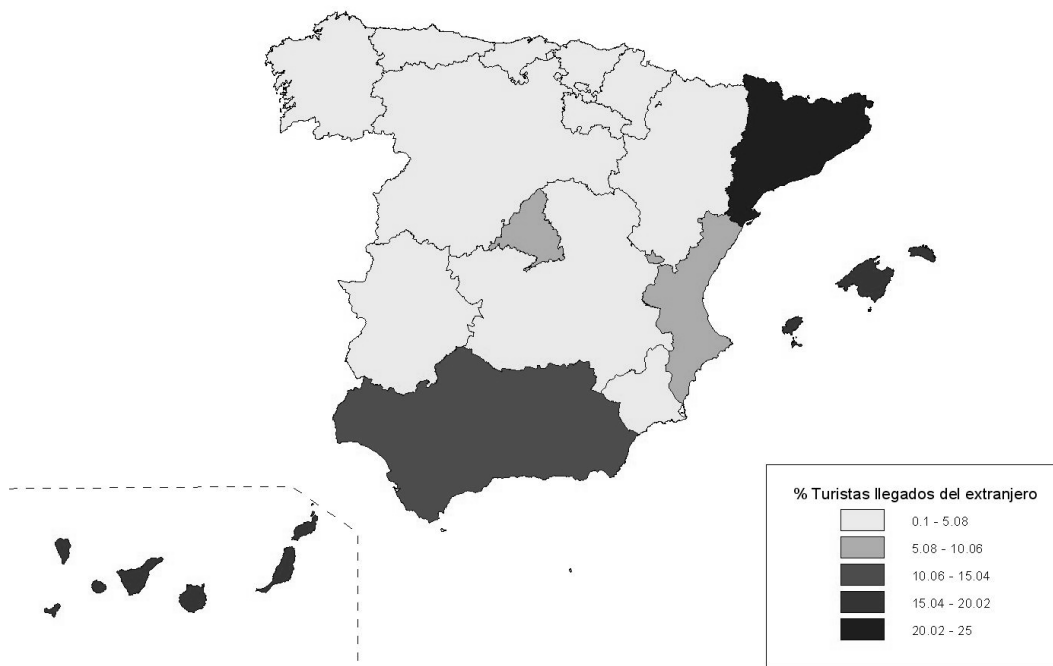 % Turistas llegados del extranjero
0.1 - 5.08
5.08 - 10.06
10.06 - 15.04
15.04 - 20.02
20.02 - 25